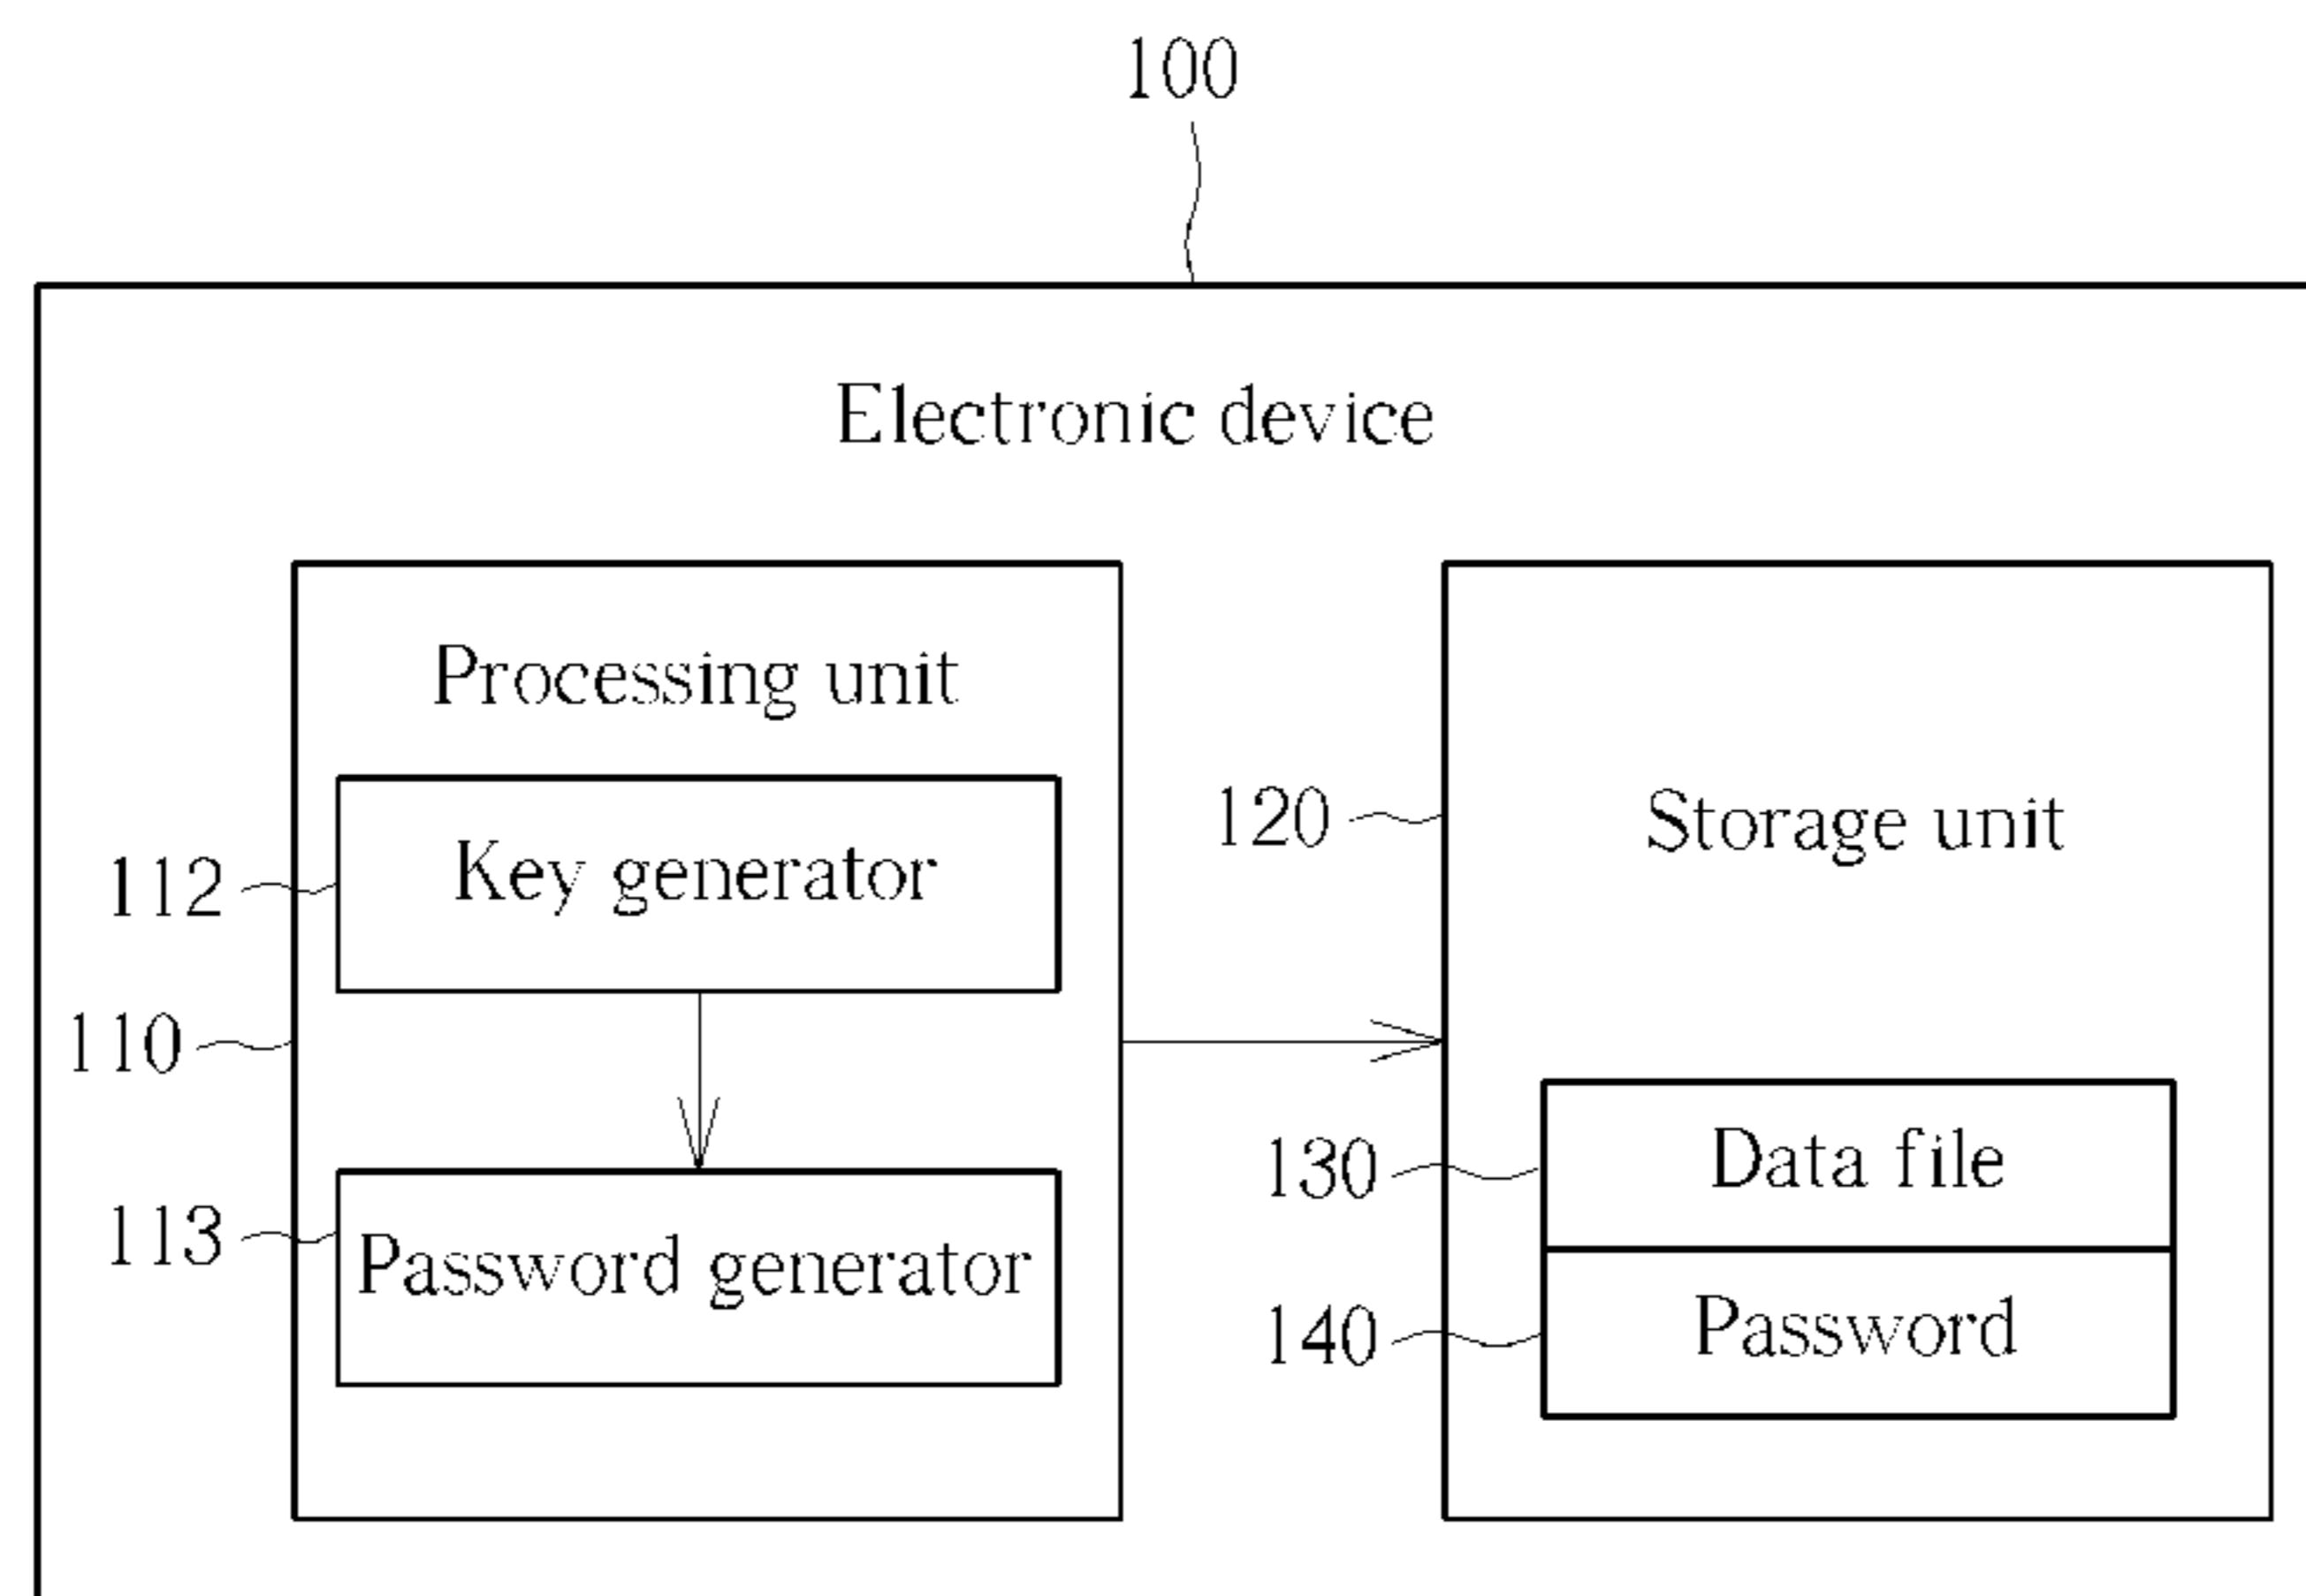 100
Electronic device
Processing unit
112
Key generator
110
113
Password generator
120
Storage unit
130
Data file
140
Password